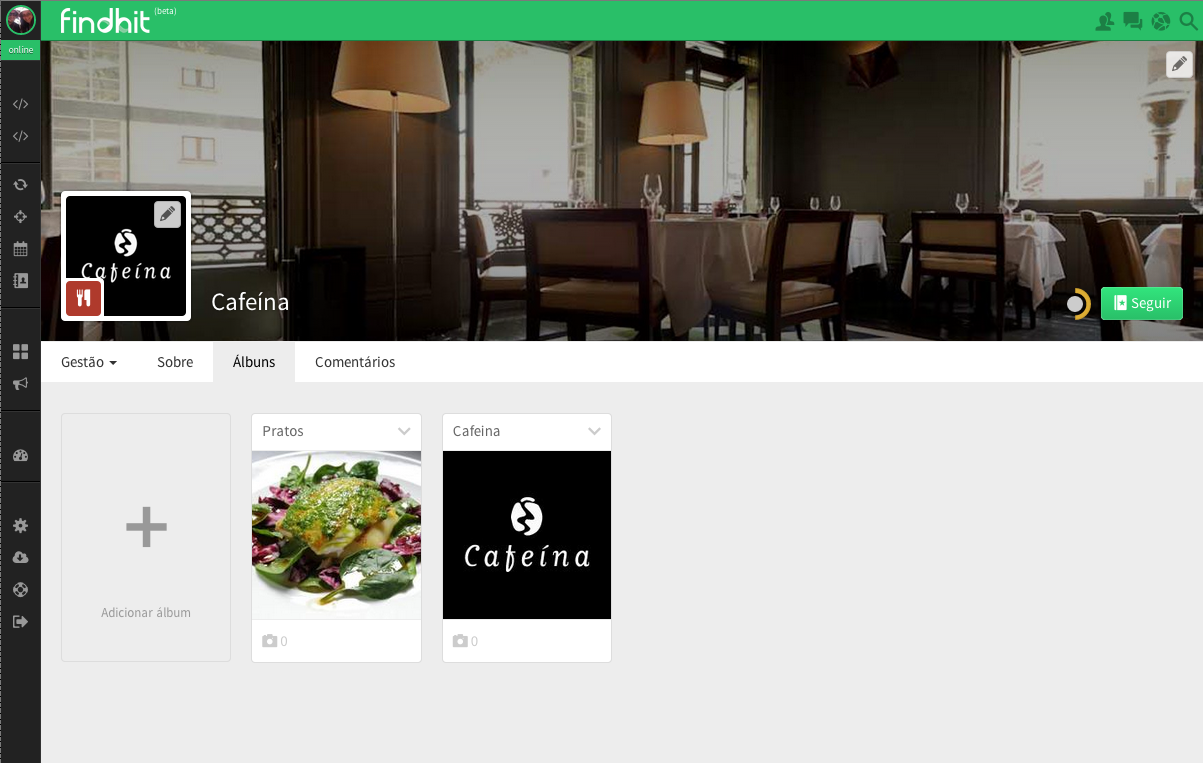 findhit (beta)
online
Cafeína
Cafeína
Seguir
Gestão
Sobre
Álbuns
Comentários
Pratos
Cafeina
Cafeína
Adicionar álbum
0
0